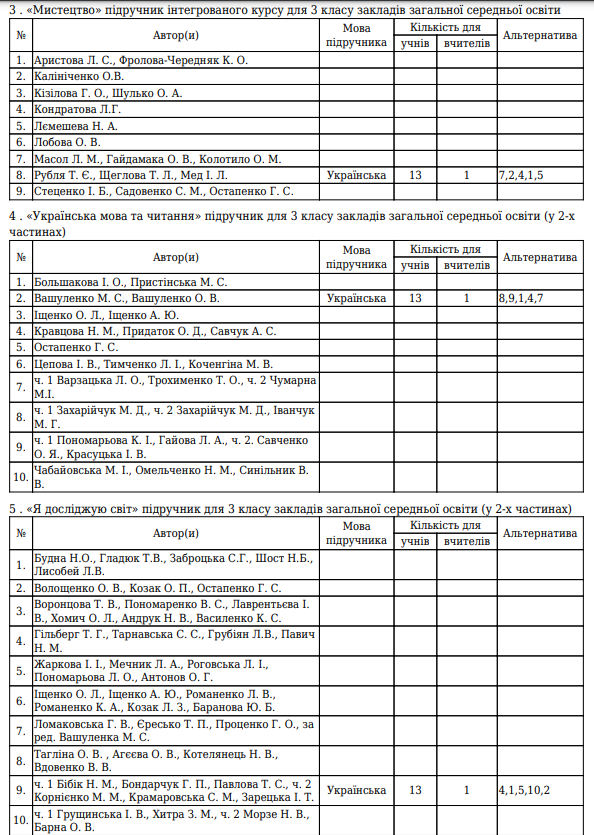 3 . «Мистецтво» підручник інтегрованого курсу для 3 класу закладів загальної середньої освіти
№ Автор(и) Мова підручника Кількість для учнів вчителів Альтернатива
1. Аристова Л. С., Фролова-Чередняк К. О.
2. Калініченко О.В.
3. Кізілова Г. О., Шулько О. А.
4. Кондратова Л.Г.
5. Лємешева Н. А.
6. Лобова О. В.
7. Масол Л. М., Гайдамака О. В., Колотило О. М.
8. Рубля Т. Є., Щеглова Т. Л., Мед І. Л. Українська 13 1 7,2,4,1,5
9. Стеценко І. Б., Садовенко С. М., Остапенко Г. С.
4 . «Українська мова та читання» підручник для 3 класу закладів загальної середньої освіти (у 2-х
частинах)
№ Автор(и) Мова підручника Кількість для учнів вчителів Альтернатива
1. Большакова І. О., Пристінська М. С.
2. Вашуленко М. С., Вашуленко О. В. Українська 13 1 8,9,1,4,7
3. Іщенко О. Л., Іщенко А. Ю.
4. Кравцова Н. М., Придаток О. Д., Савчук А. С.
5. Остапенко Г. С.
6. Цепова І. В., Тимченко Л. І., Коченгіна М. В.
7. ч. 1 Варзацька Л. О., Трохименко Т. О., ч. 2 Чумарна
М.І.
8. ч. 1 Захарійчук М. Д., ч. 2 Захарійчук М. Д., Іванчук
М. Г.
9. ч. 1 Пономарьова К. І., Гайова Л. А., ч. 2. Савченко
О. Я., Красуцька І. В.
10. Чабайовська М. І., Омельченко Н. М., Синільник В.
В.
5 . «Я досліджую світ» підручник для 3 класу закладів загальної середньої освіти (у 2-х частинах)
№ Автор(и) Мова підручника Кількість для учнів вчителів Альтернатива
1. Будна Н.О., Гладюк Т.В., Заброцька С.Г., Шост Н.Б.,
Лисобей Л.В.
2. Волощенко О. В., Козак О. П., Остапенко Г. С.
3. Воронцова Т. В., Пономаренко В. С., Лаврентьєва І.
В., Хомич О. Л., Андрук Н. В., Василенко К. С.
4. Гільберг Т. Г., Тарнавська С. С., Грубіян Л.В., Павич
Н. М.
5. Жаркова І. І., Мечник Л. А., Роговська Л. І.,
Пономарьова Л. О., Антонов О. Г.
6. Іщенко О. Л., Іщенко А. Ю., Романенко Л. В.,
Романенко К. А., Козак Л. З., Баранова Ю. Б.
7. Ломаковська Г. В., Єресько Т. П., Проценко Г. О., за
ред. Вашуленка М. С.
8. Тагліна О. В. , Агєєва О. В., Котелянець Н. В.,
Вдовенко В. В.
9. ч. 1 Бібік Н. М., Бондарчук Г. П., Павлова Т. С., ч. 2
Корнієнко М. М., Крамаровська С. М., Зарецька І. Т. Українська 13 1 4,1,5,10,2
10. ч. 1 Грущинська І. В., Хитра З. М., ч. 2 Морзе Н. В.,
Барна О. В.